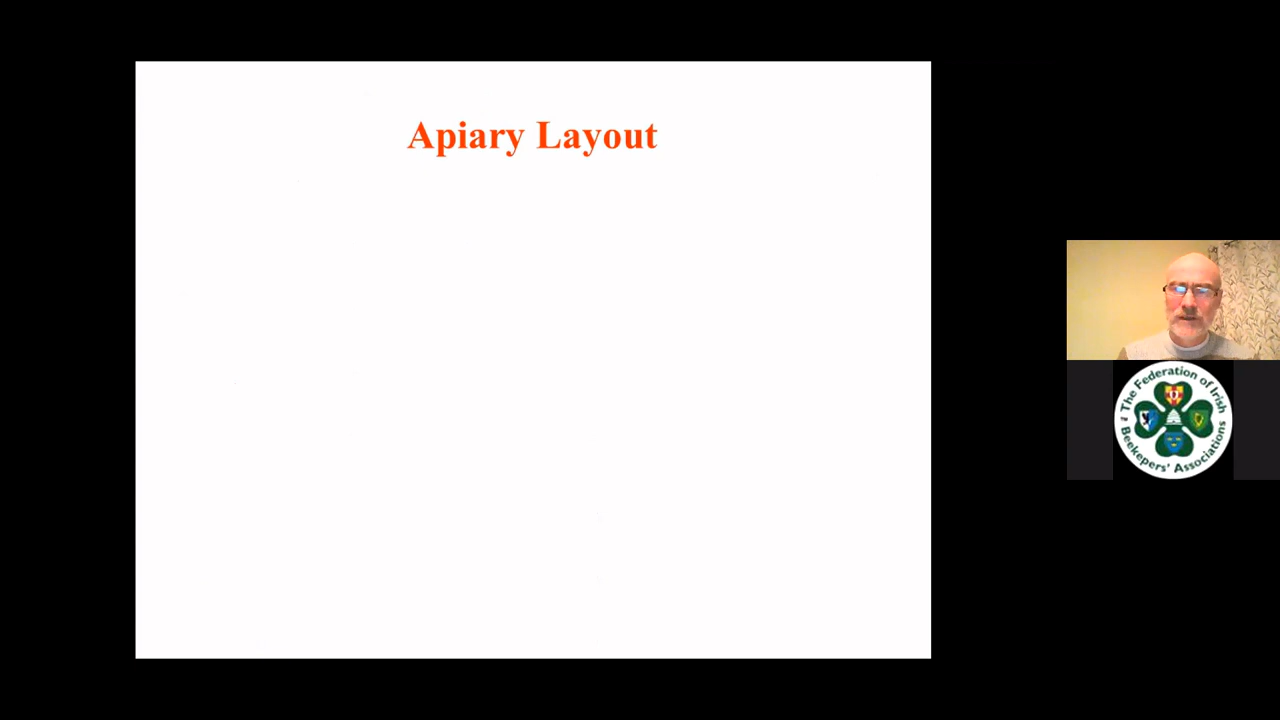 Apiary Layout
The Federation of Irish
Beekepers' Associations